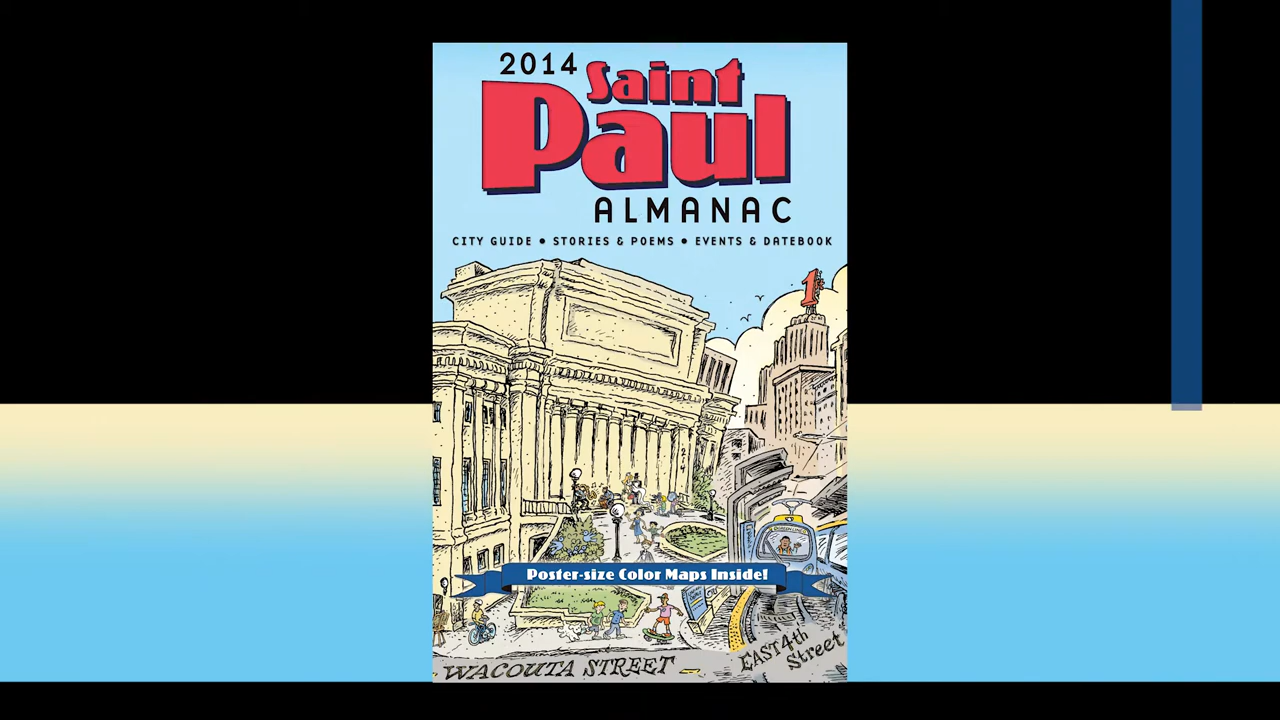 2014
Saint
Paul
ALMANAC
CITY GUIDE • STORIES & POEMS • EVENTS & DATEBOOK
1st
Poster-size Color Maps Inside!
WACOUTA STREET
EAST 4th
Street